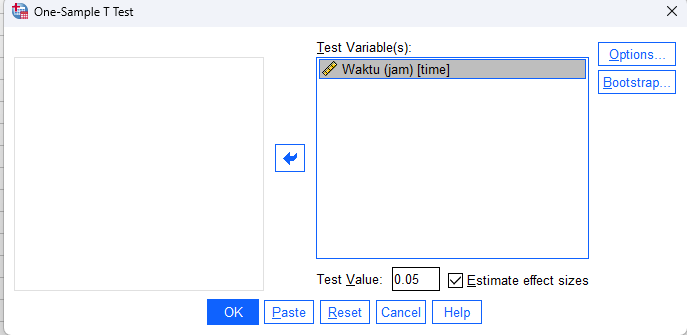 One-Sample T Test
Test Variable(s):
Waktu (jam) [time]
Options...
Bootstrap...
Test Value: 0.05 Estimate effect sizes
OK Paste Reset Cancel Help